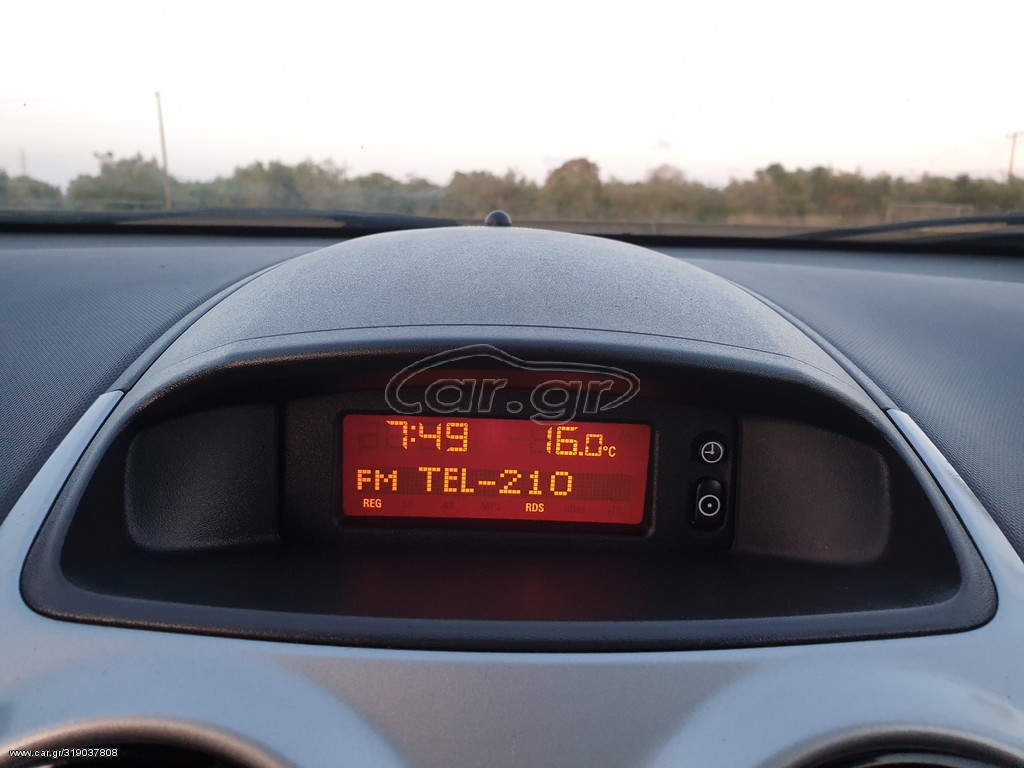 car.gr
7:49 16.0°C
FM TEL-210
REG RDS
www.car.gr/319037808